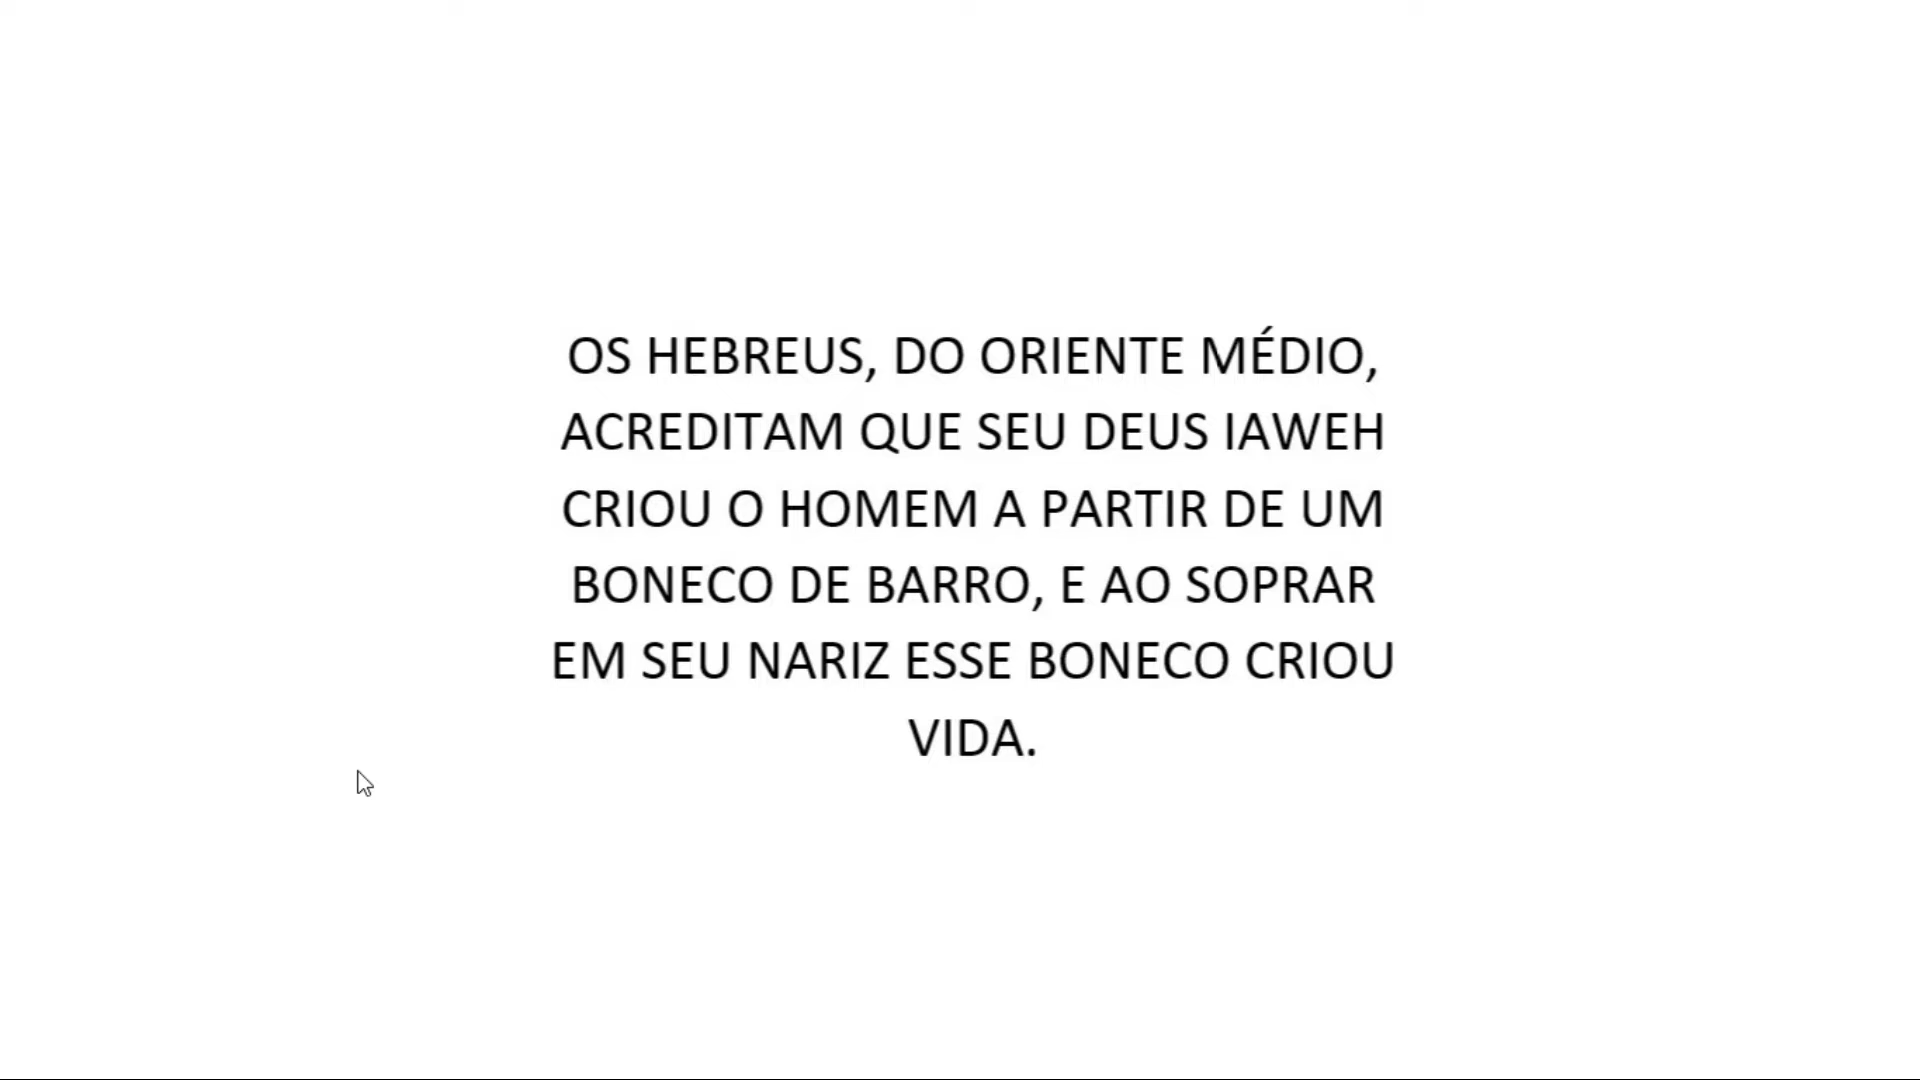 OS HEBREUS, DO ORIENTE MÉDIO,
ACREDITAM QUE SEU DEUS IAWEH
CRIOU O HOMEM A PARTIR DE UM
BONECO DE BARRO, E AO SOPRAR
EM SEU NARIZ ESSE BONECO CRIOU
VIDA.